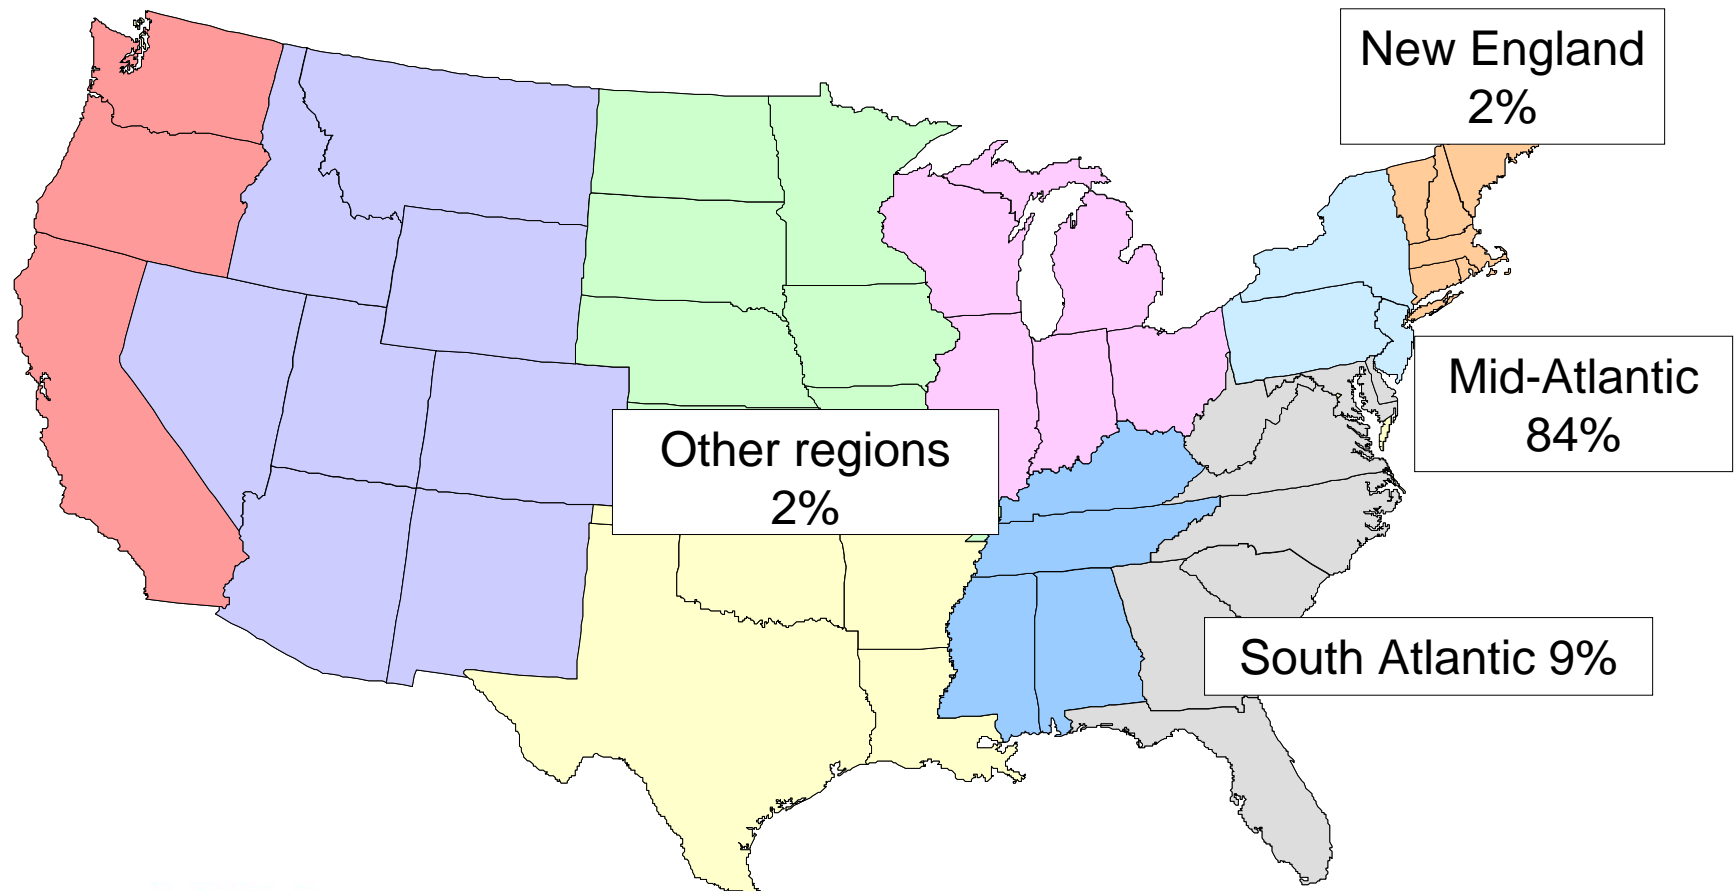 New England
2%
Mid-Atlantic
84%
Other regions
2%
South Atlantic 9%